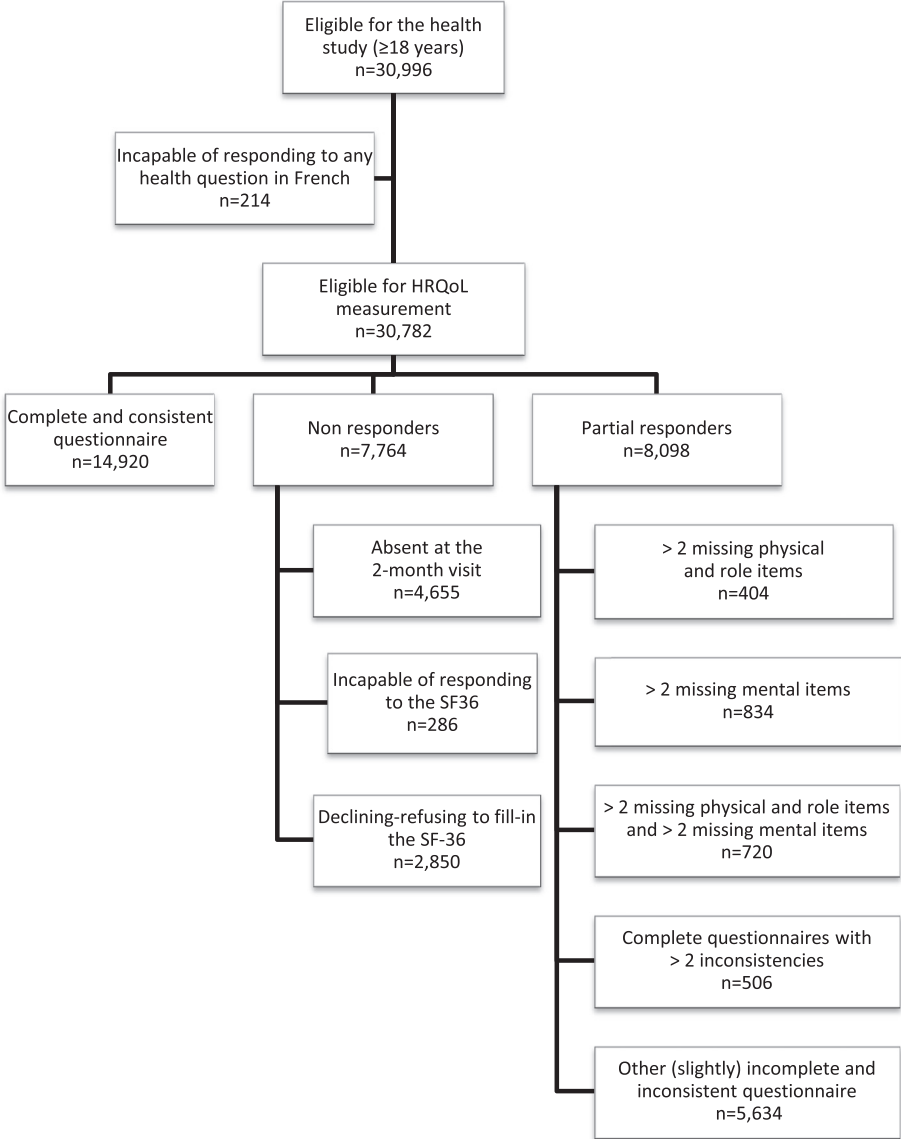 Eligible for the health
study (≥18 years)
n=30,996
Incapable of responding to any
health question in French
n=214
Eligible for HRQoL
measurement
n=30,782
Complete and consistent
questionnaire
n=14,920
Non responders
n=7,764
Partial responders
n=8,098
Absent at the
2-month visit
n=4,655
Incapable of responding
to the SF36
n=286
Declining-refusing to fill-in
the SF-36
n=2,850
> 2 missing physical
and role items
n=404
> 2 missing mental items
n=834
> 2 missing physical and role items
and > 2 missing mental items
n=720
Complete questionnaires with
> 2 inconsistencies
n=506
Other (slightly) incomplete and
inconsistent questionnaire
n=5,634